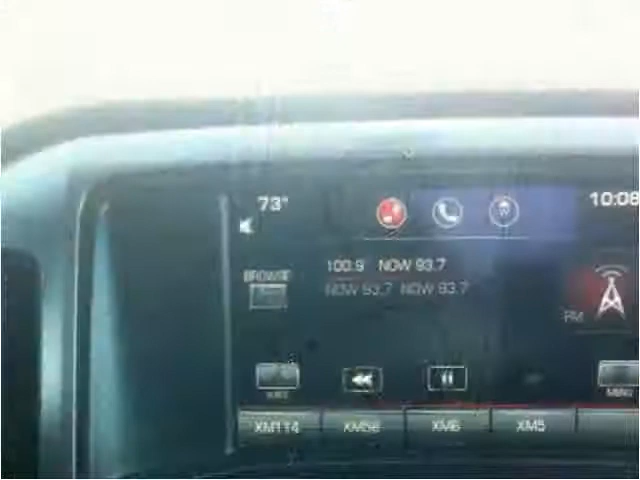 73° 10:08
BROWSE 100.9 NOW 93.7
NOW 93.7 NOW 93.7
FM
MENU
XM114 XM56 XM6 XM5